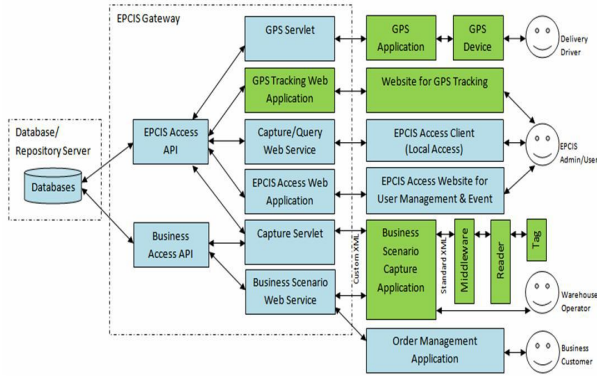 EPCIS Gateway
GPS Servlet
GPS
Application
GPS
Device
Delivery
Driver
GPS Tracking Web
Application
Website for GPS Tracking
Database/
Repository Server
Databases
EPCIS Access
API
Capture/Query
Web Service
EPCIS Access Client
(Local Access)
EPCIS
Admin/User
EPCIS Access Web
Application
EPCIS Access Website for
User Management & Event
Business
Access API
Capture Servlet
Custom XML
Business
Scenario
Capture
Application
Standard XML
Middleware
Reader
Tag
Business Scenario
Web Service
Warehouse
Operator
Order Management
Application
Business
Customer